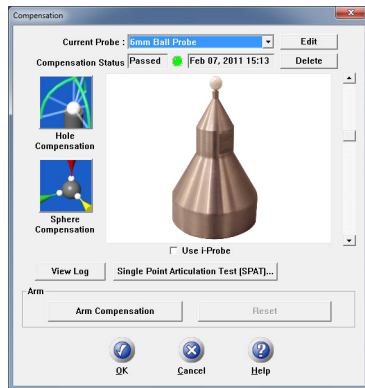 Compensation
Current Probe : 6mm Ball Probe Edit
Compensation Status Passed Feb 07, 2011 15:13 Delete
Hole
Compensation
Sphere
Compensation
Use i-Probe
View Log Single Point Articulation Test (SPAT)...
Arm
Arm Compensation Reset
OK Cancel Help